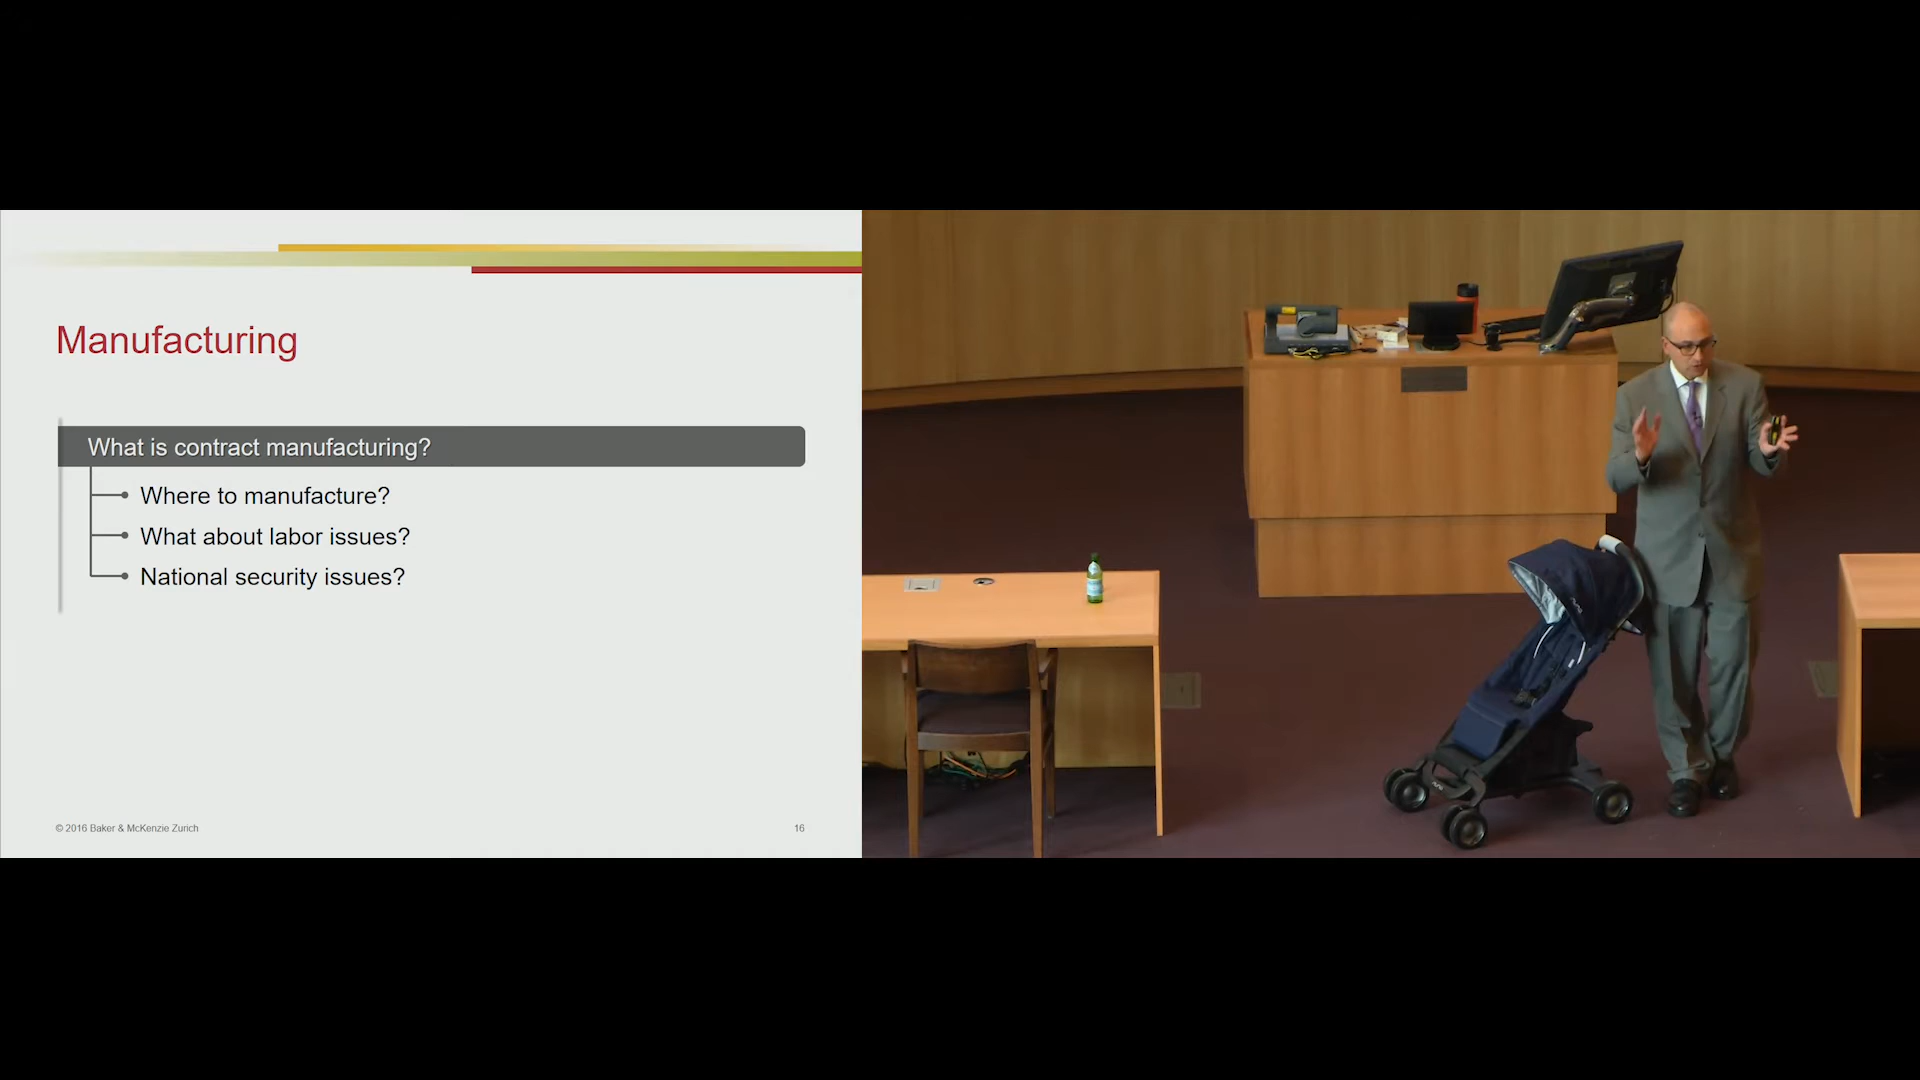 Manufacturing
What is contract manufacturing?
Where to manufacture?
What about labor issues?
National security issues?
© 2016 Baker & McKenzie Zurich
16